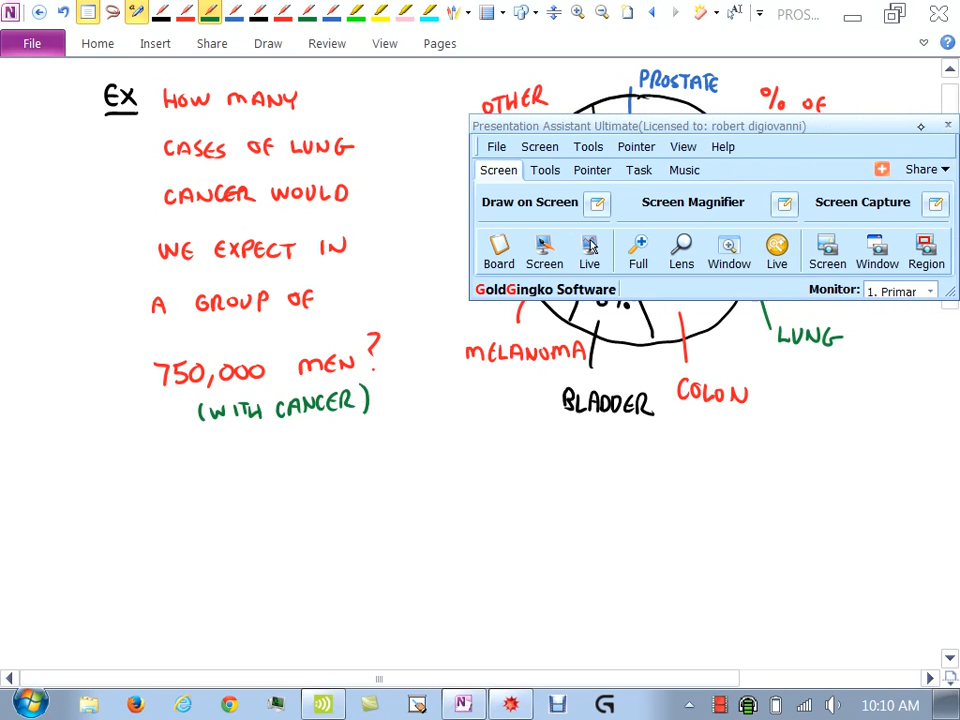 PROS...
File
Home
Insert
Share
Draw
Review
View
Pages
EX HOW MANY
CASES OF LUNG
CANCER WOULD
WE EXPECT IN
A GROUP OF
750,000 MEN?
(WITH CANCER)
OTHER
PROSTATE
% OF
Presentation Assistant Ultimate(Licensed to: robert digiovanni)
File Screen Tools Pointer View Help
Screen Tools Pointer Task Music Share
Draw on Screen Screen Magnifier Screen Capture
Board Screen Live Full Lens Window Live Screen Window Region
GoldGingko Software Monitor: 1. Primar
MELANOMA
BLADDER
COLON
LUNG
10:10 AM